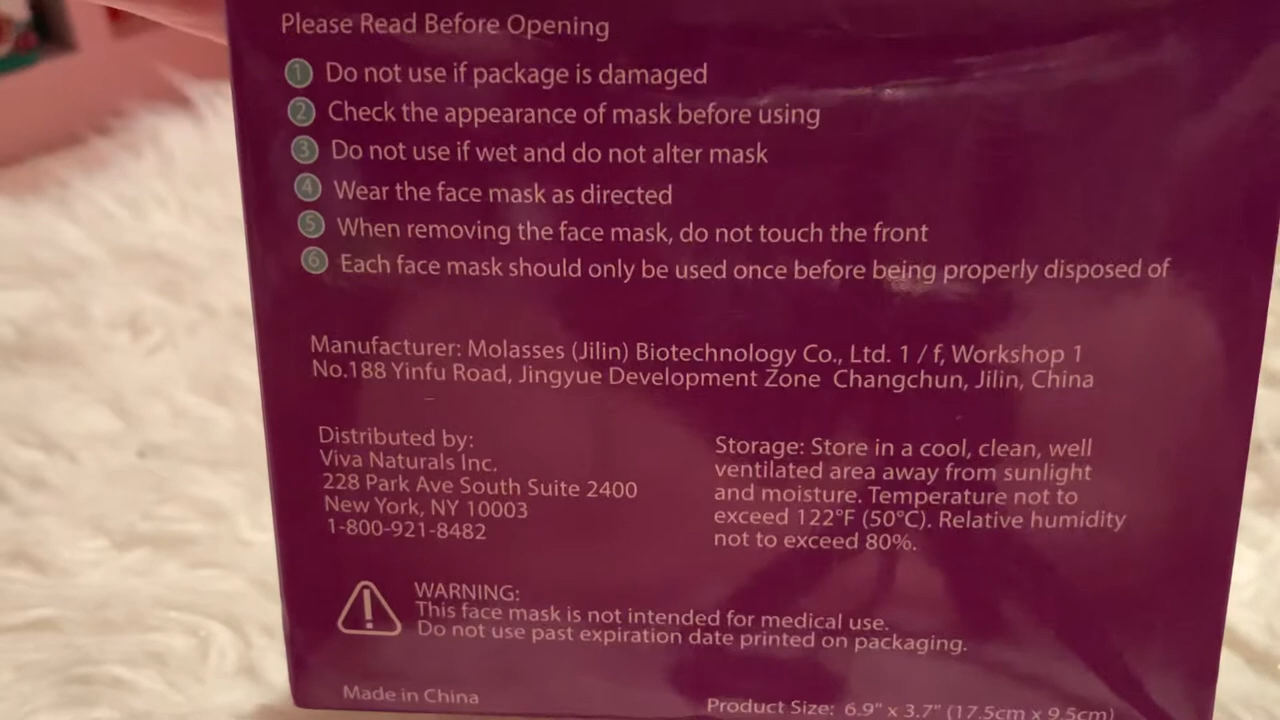 Please Read Before Opening
1 Do not use if package is damaged
2 Check the appearance of mask before using
3 Do not use if wet and do not alter mask
4 Wear the face mask as directed
5 When removing the face mask, do not touch the front
6 Each face mask should only be used once before being properly disposed of
Manufacturer: Molasses (Jilin) Biotechnology Co., Ltd. 1 / f, Workshop 1
No.188 Yinfu Road, Jingyue Development Zone Changchun, Jilin, China
Distributed by:
Viva Naturals Inc.
228 Park Ave South Suite 2400
New York, NY 10003
1-800-921-8482
Storage: Store in a cool, clean, well
ventilated area away from sunlight
and moisture. Temperature not to
exceed 122°F (50°C). Relative humidity
not to exceed 80%.
WARNING:
This face mask is not intended for medical use.
Do not use past expiration date printed on packaging.
Made in China
Product Size: 6.9" x 3.7" (17.5cm x 9.5cm)